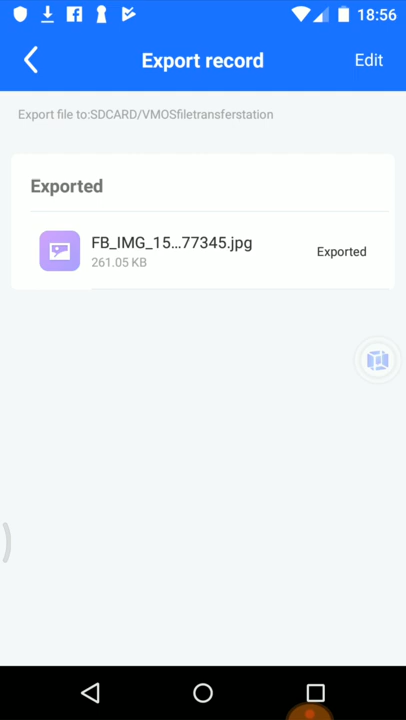 18:56
Export record
Edit
Export file to:SDCARD/VMOSfiletransferstation
Exported
FB_IMG_15...77345.jpg
Exported
261.05 KB